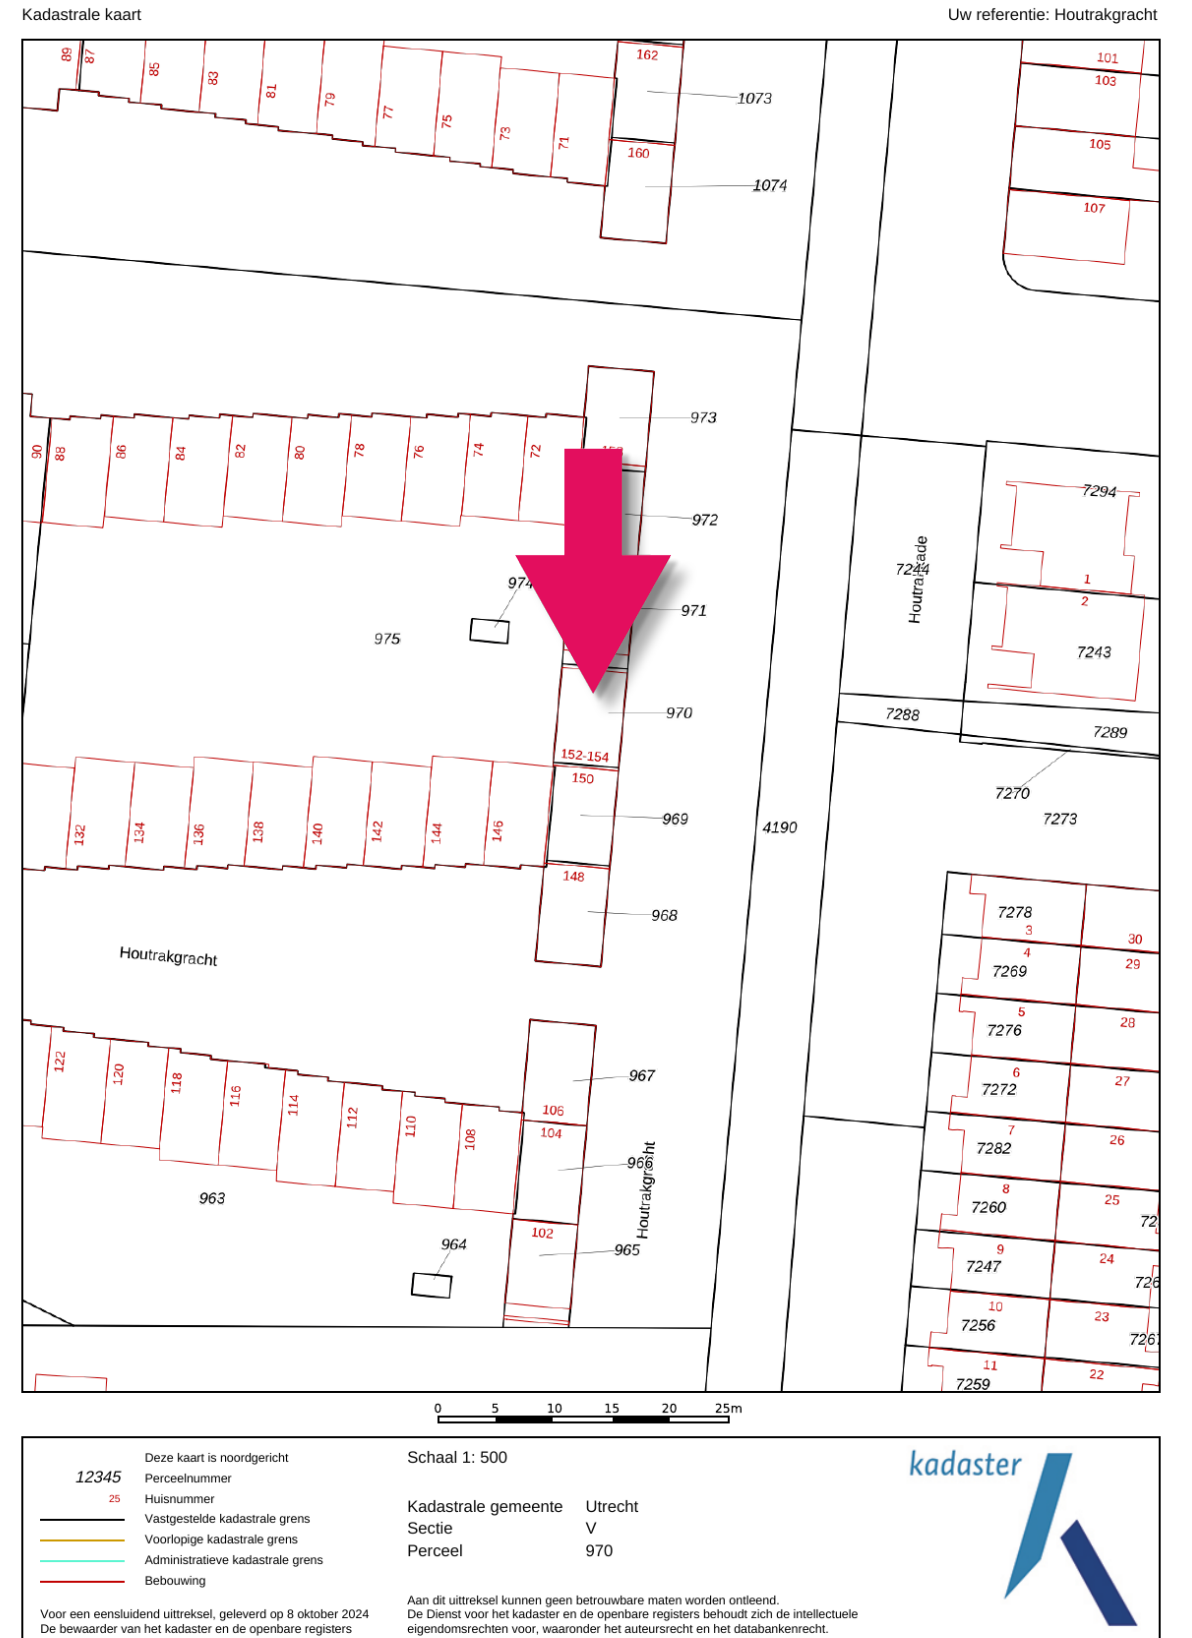 Kadastrale kaart
Uw referentie: Houtrakgracht
89 87 85 83 81 79 77 75 73 71
162
1073
160
1074
101
103
105
107
973
90 88 86 84 82 80 78 76 74 72
972
974
971
975
970
152-154
150
969
148
968
132 134 136 138 140 142 144 146
Houtrakgracht
7294
1
2
7244
Houtrakkade
7243
7288
7289
7270
7273
4190
7278
3
30
4
29
7269
5
28
7276
6
27
7272
7
26
7282
8
25
7260
9
24
7247
10
23
7256
11
22
7259
122 120 118 116 114 112 110 108
967
106
104
966
Houtrakgracht
102
965
963
964
0 5 10 15 20 25m
Deze kaart is noordgericht
12345 Perceelnummer
25 Huisnummer
Vastgestelde kadastrale grens
Voorlopige kadastrale grens
Administratieve kadastrale grens
Bebouwing
Voor een eensluidend uittreksel, geleverd op 8 oktober 2024
De bewaarder van het kadaster en de openbare registers
Schaal 1: 500
Kadastrale gemeente Utrecht
Sectie V
Perceel 970
Aan dit uittreksel kunnen geen betrouwbare maten worden ontleend.
De Dienst voor het kadaster en de openbare registers behoudt zich de intellectuele
eigendomsrechten voor, waaronder het auteursrecht en het databankenrecht.
kadaster